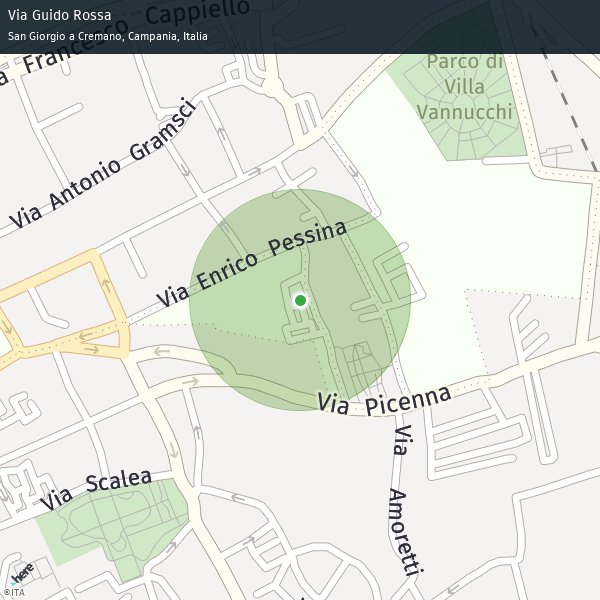 Via Guido Rossa
San Giorgio a Cremano, Campania, Italia
Francesco Cappiello
Parco di
Villa
Vannucchi
Via Antonio Gramsci
Via Enrico Pessina
Via Picenna
Via Amoretti
Via Scalea
here
©ITA